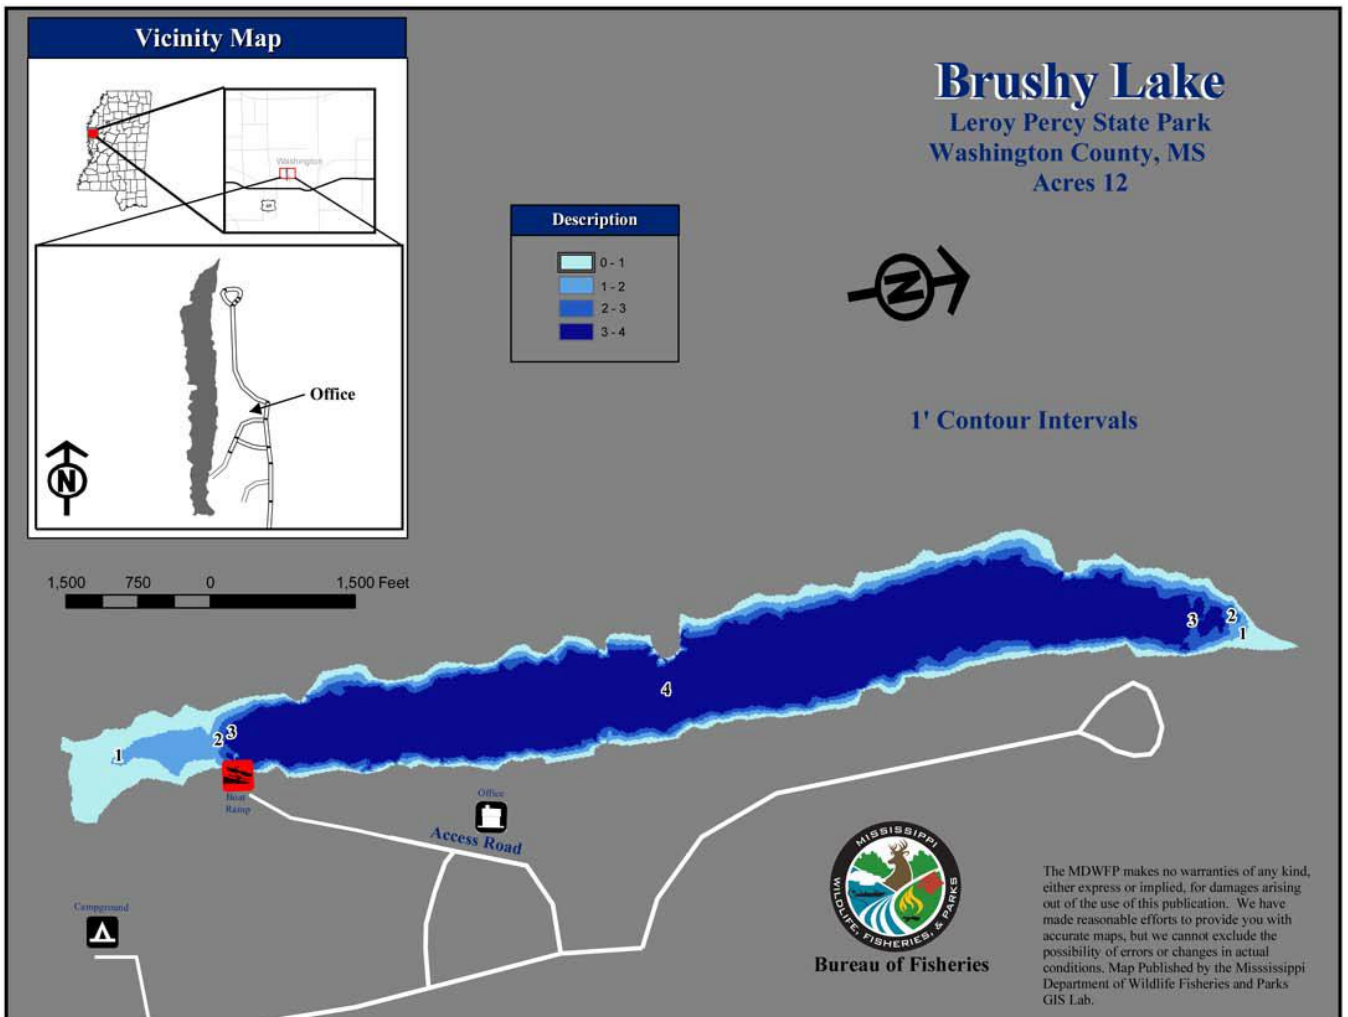 Vicinity Map
Washington
Office
N
1,500 750 0 1,500 Feet
Brushy Lake
Leroy Percy State Park
Washington County, MS
Acres 12
Description
0 - 1
1 - 2
2 - 3
3 - 4
N
1' Contour Intervals
1
2
3
4
3
2
1
Boat
Ramp
Office
Access Road
Campground
MISSISSIPPI
WILDLIFE, FISHERIES, & PARKS
Bureau of Fisheries
The MDWFP makes no warranties of any kind,
either express or implied, for damages arising
out of the use of this publication. We have
made reasonable efforts to provide you with
accurate maps, but we cannot exclude the
possibility of errors or changes in actual
conditions. Map Published by the Misssissippi
Department of Wildlife Fisheries and Parks
GIS Lab.